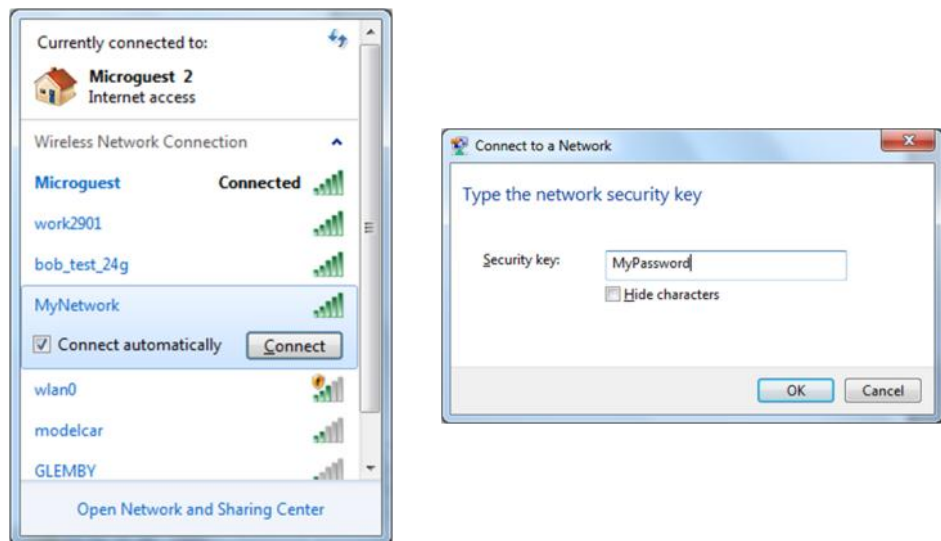 Currently connected to:
Microguest 2
Internet access
Wireless Network Connection
Microguest Connected
work2901
bob_test_24g
MyNetwork
Connect automatically Connect
wlan0
modelcar
GLEMBY
Open Network and Sharing Center
Connect to a Network
Type the network security key
Security key: MyPassword
Hide characters
OK Cancel